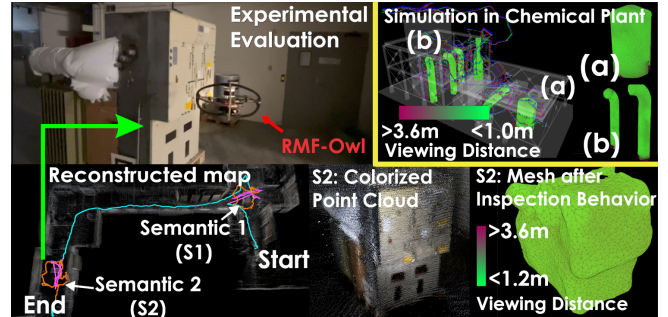 Experimental
Evaluation
RMF-Owl
Simulation in Chemical Plant
(b)
(a)
(a)
(b)
>3.6m
<1.0m
Viewing Distance
Reconstructed map
Semantic 1
(S1)
Start
Semantic 2
(S2)
End
S2: Colorized
Point Cloud
S2: Mesh after
Inspection Behavior
>3.6m
<1.2m
Viewing Distance